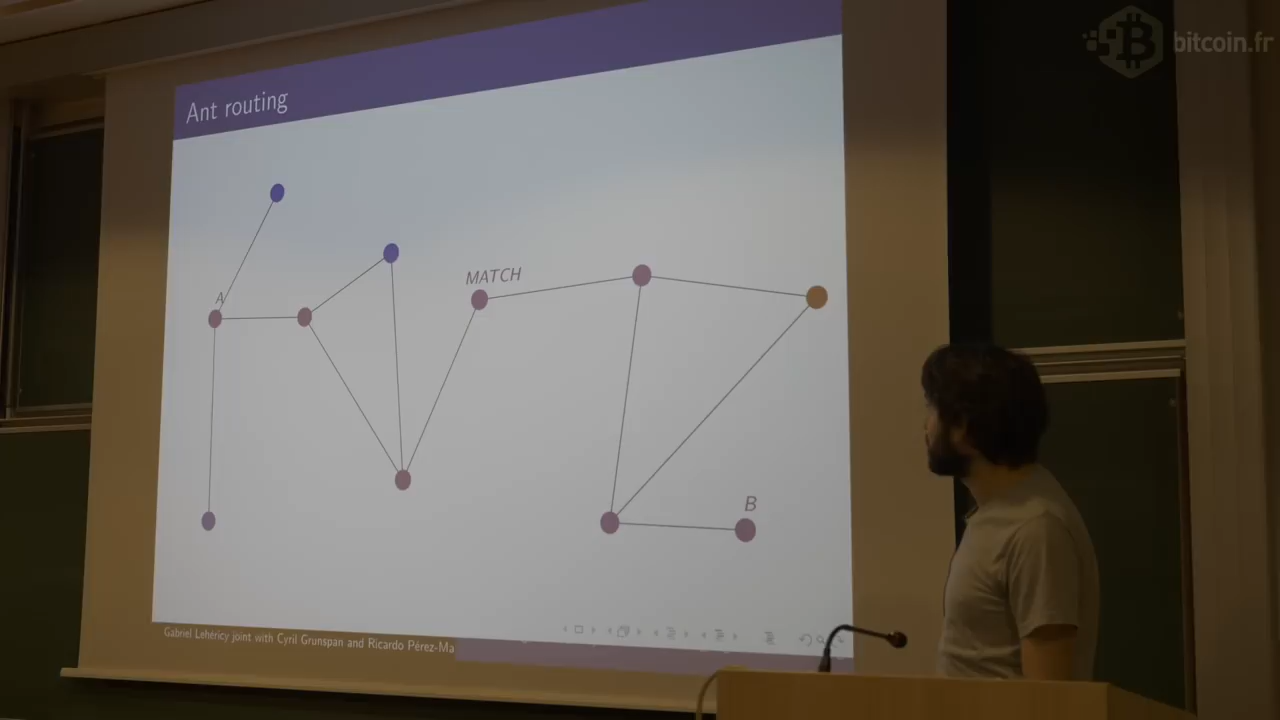 bitcoin.fr
Ant routing
A
MATCH
B
Gabriel Lehéricy joint with Cyril Grunspan and Ricardo Pérez-Ma